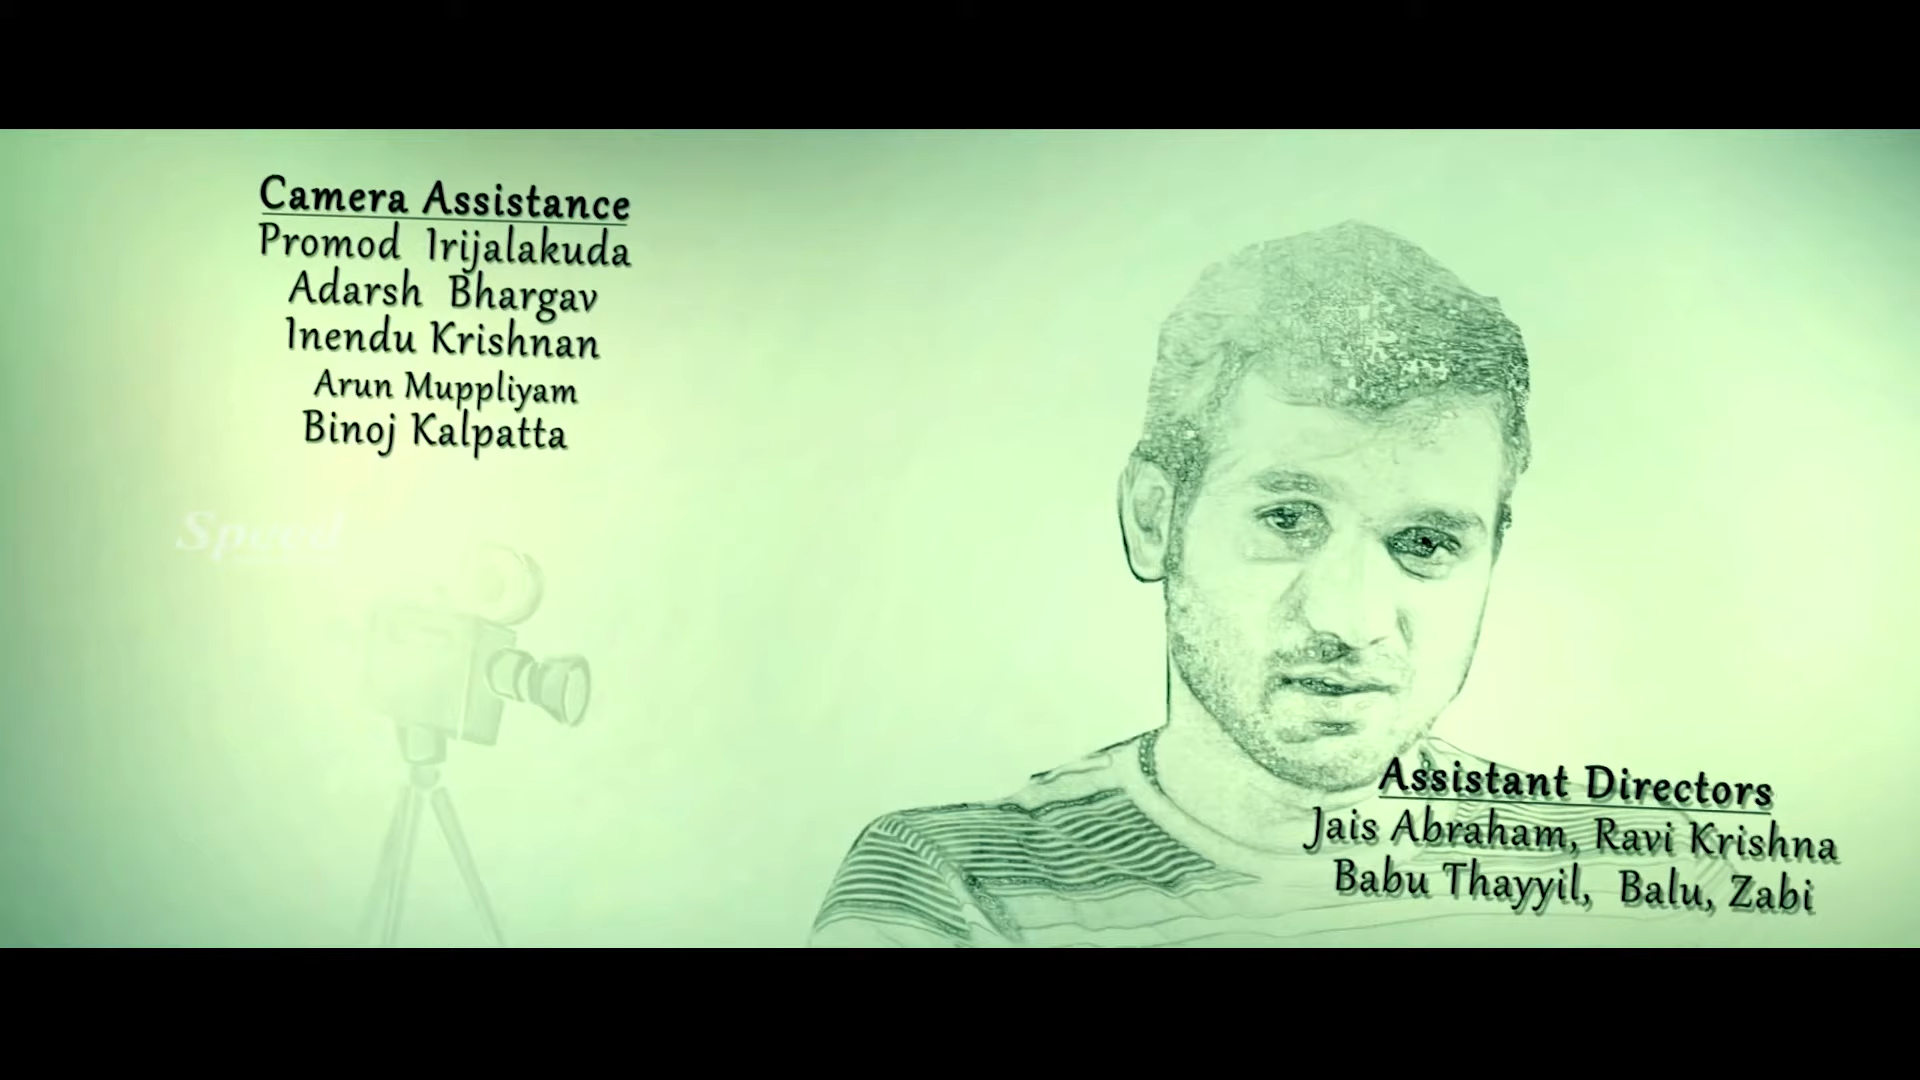 Camera Assistance
Promod Irijalakuda
Adarsh Bhargav
Inendu Krishnan
Arun Muppliyam
Binoj Kalpatta
Speed
Assistant Directors
Jais Abraham, Ravi Krishna
Babu Thayyil, Balu, Zabi